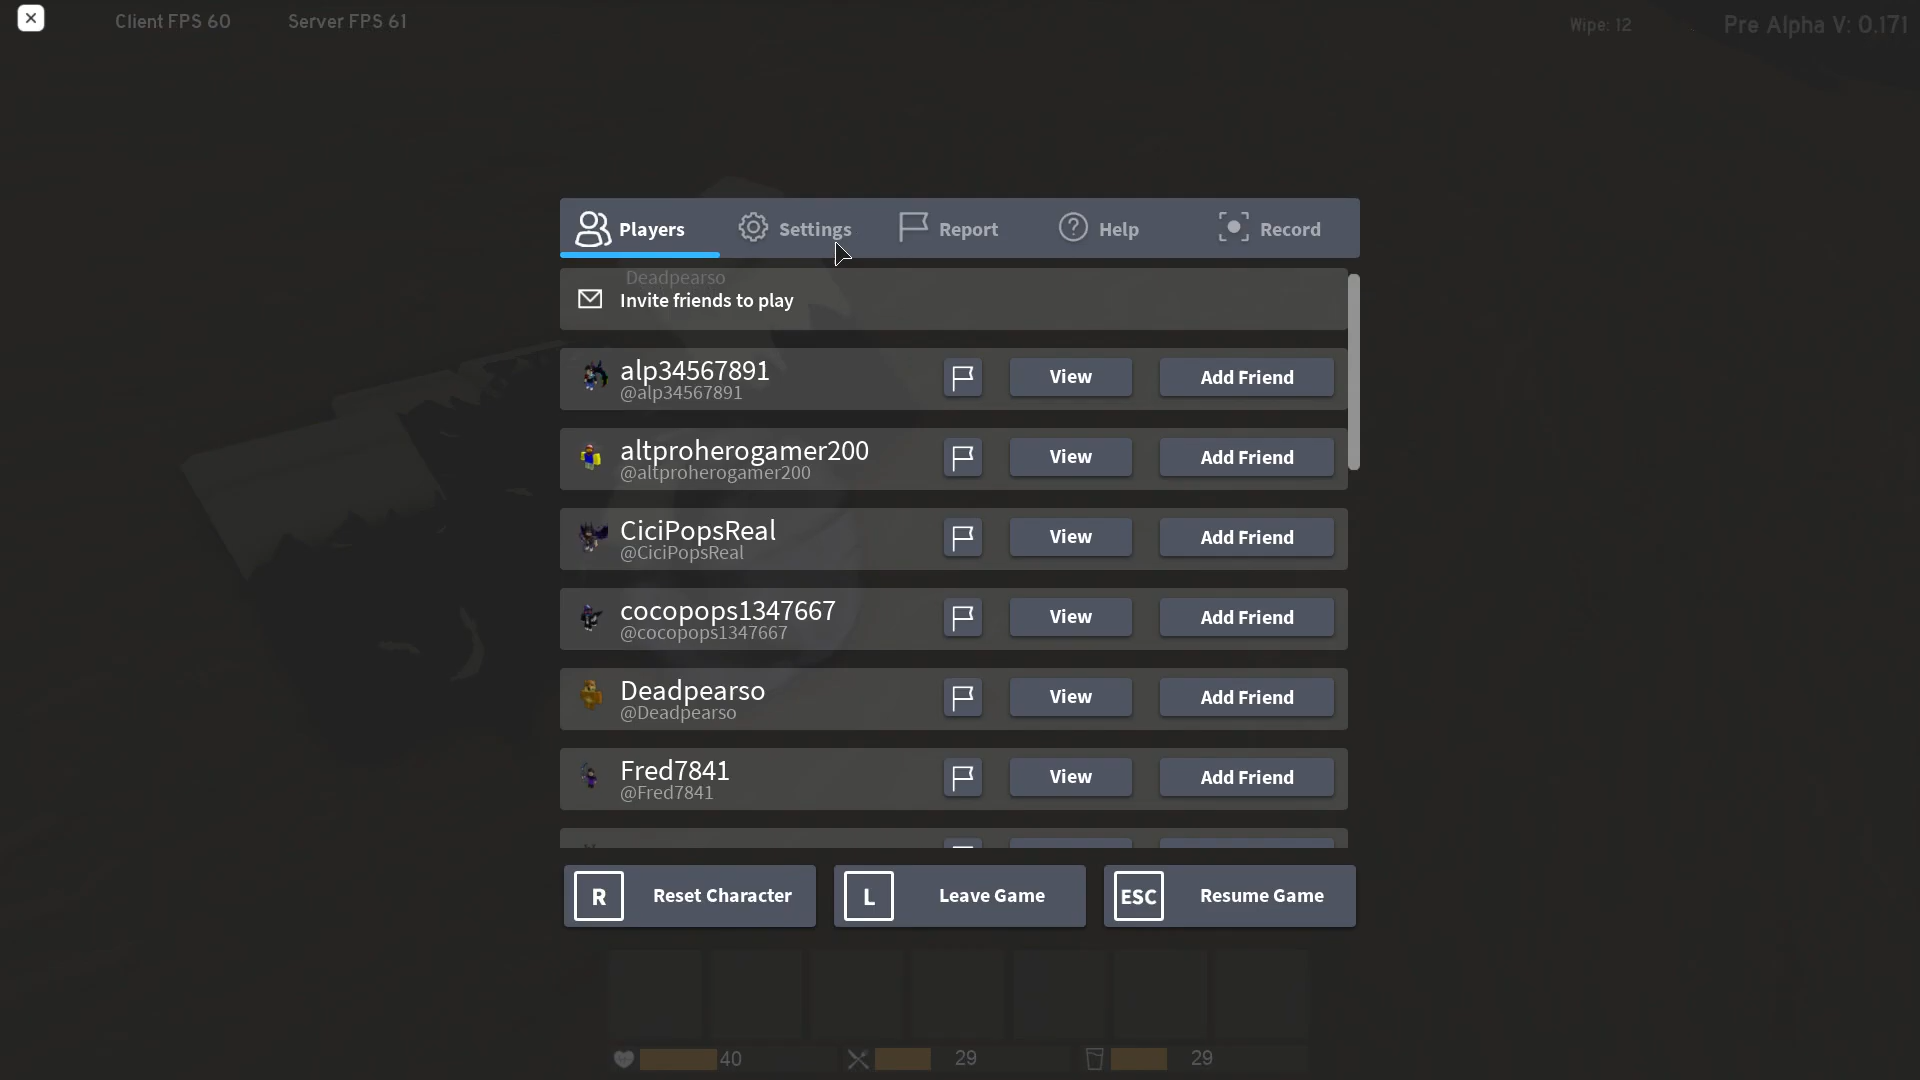 Client FPS 60 Server FPS 61 Wipe: 12 Pre Alpha V: 0.171
Players Settings Report Help Record
Deadpearso
Invite friends to play
alp34567891
@alp34567891
View Add Friend
altproherogamer200
@altproherogamer200
View Add Friend
CiciPopsReal
@CiciPopsReal
View Add Friend
cocopops1347667
@cocopops1347667
View Add Friend
Deadpearso
@Deadpearso
View Add Friend
Fred7841
@Fred7841
View Add Friend
R Reset Character L Leave Game ESC Resume Game
40 29 29